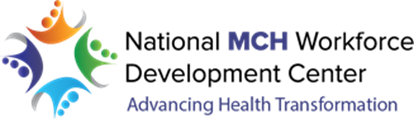 National MCH Workforce
Development Center
Advancing Health Transformation